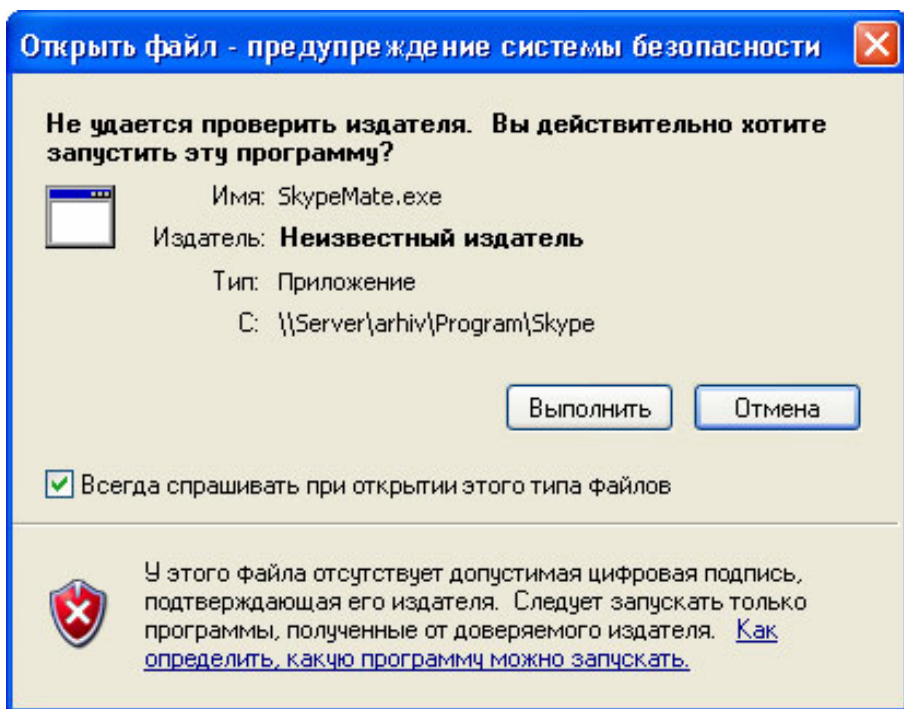 Открыть файл - предупреждение системы безопасности
Не удается проверить издателя. Вы действительно хотите
запустить эту программу?
Имя: SkypeMate.exe
Издатель: Неизвестный издатель
Тип: Приложение
С: \\Server\arhiv\Program\Skype
Выполнить Отмена
Всегда спрашивать при открытии этого типа файлов
У этого файла отсутствует допустимая цифровая подпись,
подтверждающая его издателя. Следует запускать только
программы, полученные от доверяемого издателя. Как
определить, какую программу можно запускать.